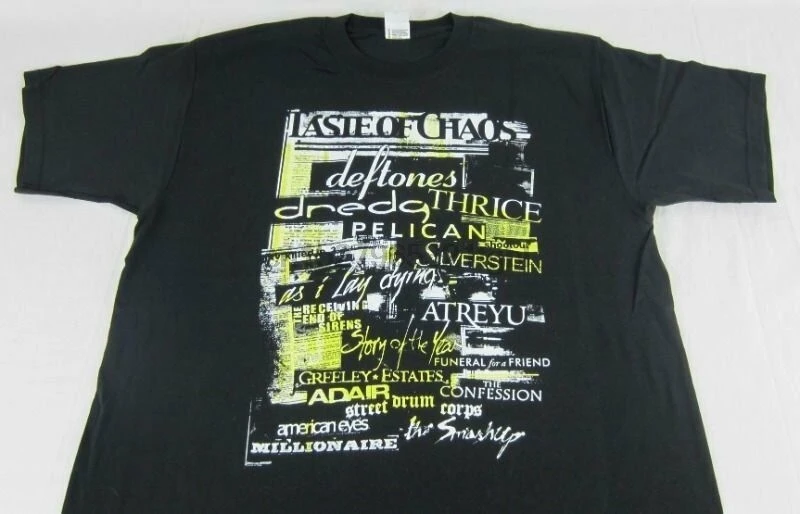 TASTE OF CHAOS
deftones
dredg THRICE
PELICAN
shootout
SILVERSTEIN
as i lay dying
ATREYU
THE RECEIVING
END OF
SIRENS
Story of the Year
FUNERAL for a FRIEND
GREELEY ESTATES
THE
CONFESSION
ADAIR
street drum corps
american eyes
the SmashUp
MILLIONAIRE